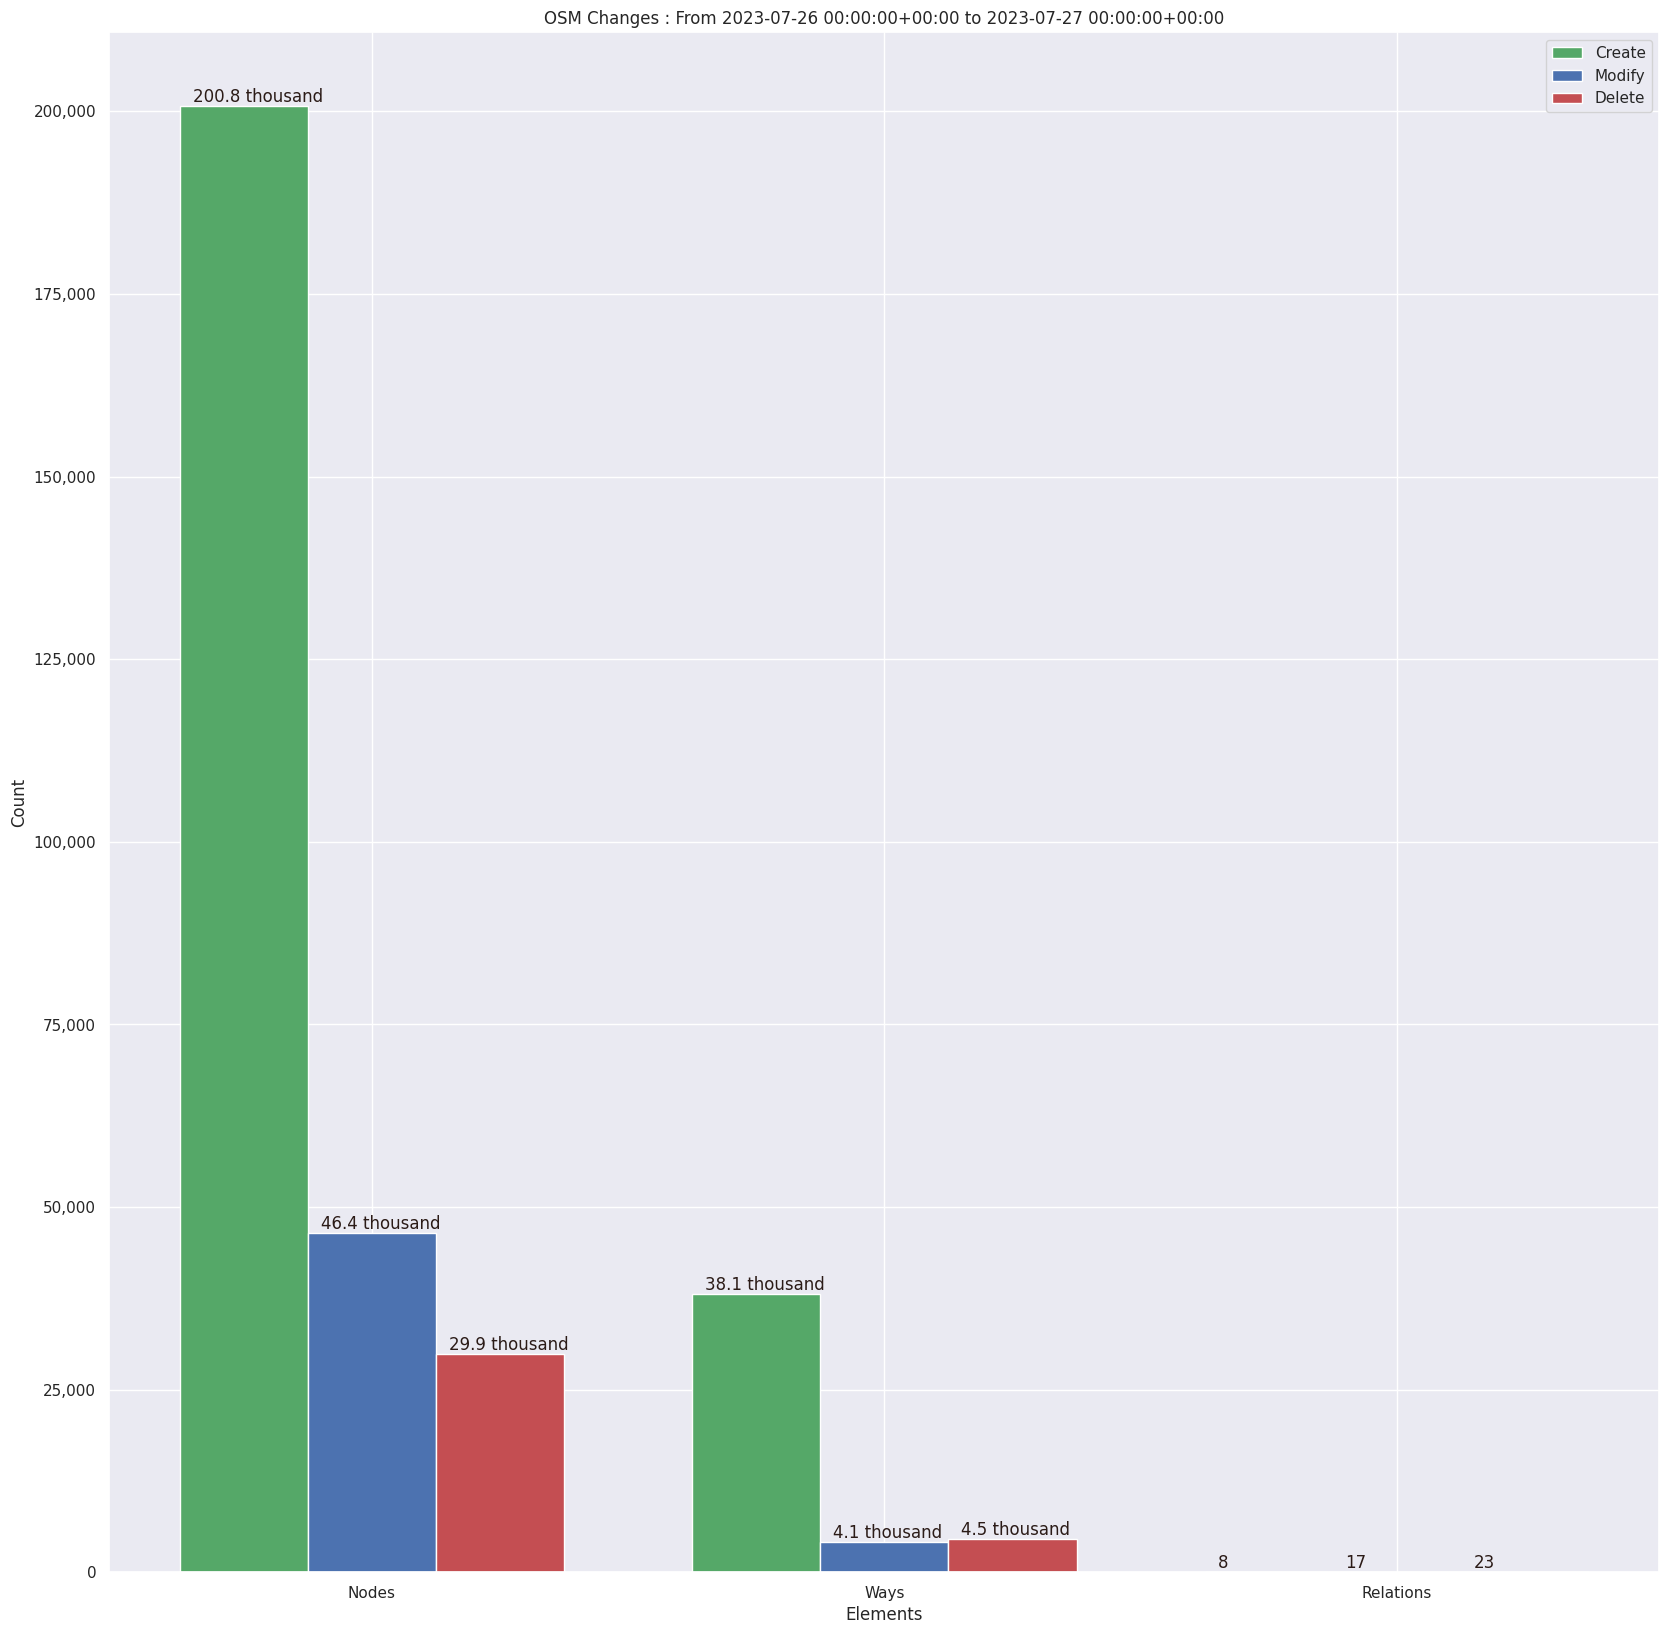 OSM Changes : From 2023-07-26 00:00:00+00:00 to 2023-07-27 00:00:00+00:00
Create
Modify
Delete
200.8 thousand
200,000
175,000
150,000
125,000
Count
100,000
75,000
50,000
46.4 thousand
38.1 thousand
29.9 thousand
25,000
4.1 thousand
4.5 thousand
8
17
23
0
Nodes
Ways
Relations
Elements